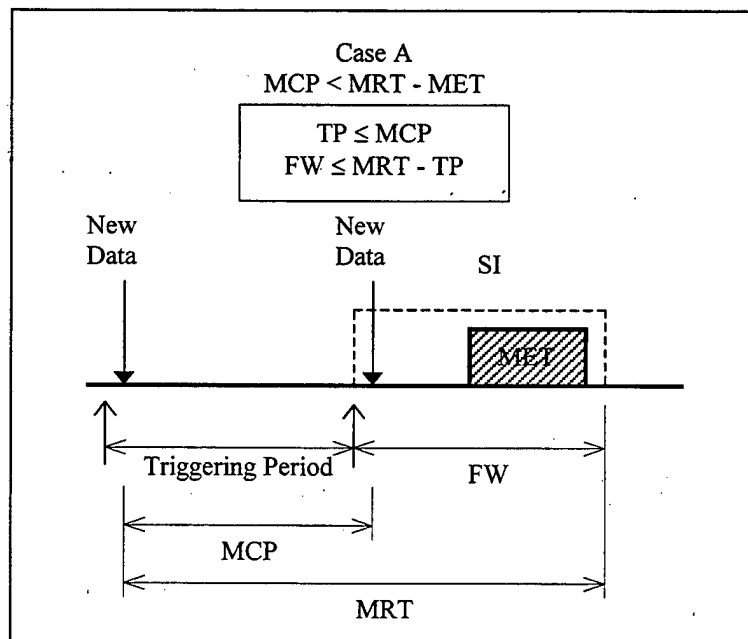 Case A
MCP < MRT - MET
TP ≤ MCP
FW ≤ MRT - TP
New
Data
New
Data
SI
MET
Triggering Period
FW
MCP
MRT